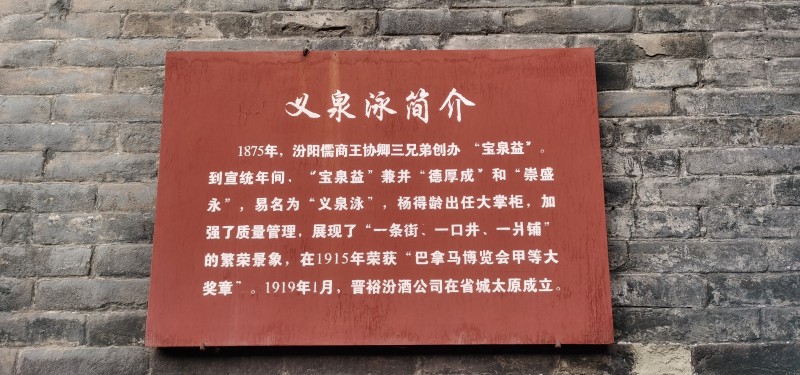 义泉泳简介
1875年，汾阳儒商王协卿三兄弟创办“宝泉益”。
到宣统年间，“宝泉益”兼并“德厚成”和“崇盛
永”，易名为“义泉泳”，杨得龄出任大掌柜，加
强了质量管理，展现了“一条街、一口井、一爿铺”
的繁荣景象，在1915年荣获“巴拿马博览会甲等大
奖章”。1919年1月，晋裕汾酒公司在省城太原成立。